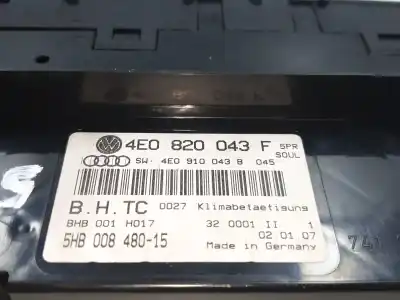 4E0 820 043 F SPR
SOUL
SW: 4E0 910 043 B 045
B.H.TC 0027 Klimabetaetigung
BHB 001 H017 32 0001 II 1
5HB 008 480-15 02 01 07
Made in Germany